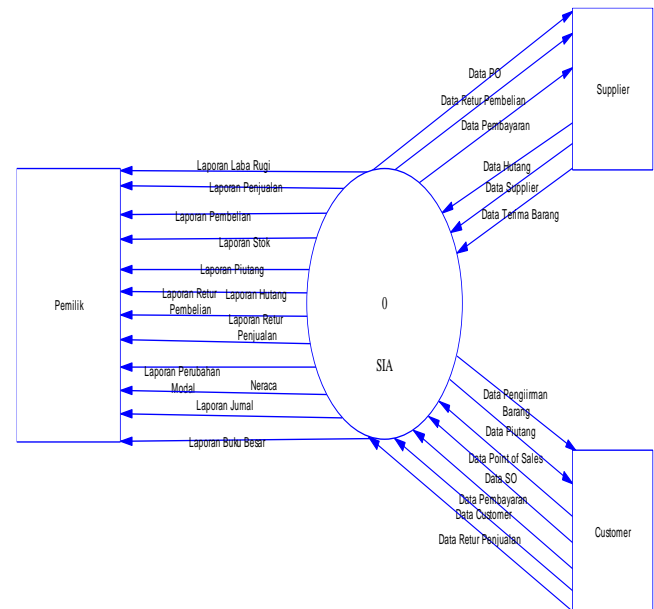 Data PO
Data Retur Pembelian
Supplier
Data Pembayaran
Data Hutang
Data Supplier
Data Terima Barang
Laporan Laba Rugi
Laporan Penjualan
Laporan Pembelian
Laporan Stok
Laporan Piutang
Laporan Retur
Pembelian
Laporan Hutang
Laporan Retur
Penjualan
Pemilik
0
SIA
Laporan Perubahan
Modal
Neraca
Laporan Jurnal
Laporan Buku Besar
Data Pengiirman
Barang
Data Piutang
Data Point of Sales
Data SO
Data Pembayaran
Data Customer
Data Retur Penjualan
Customer